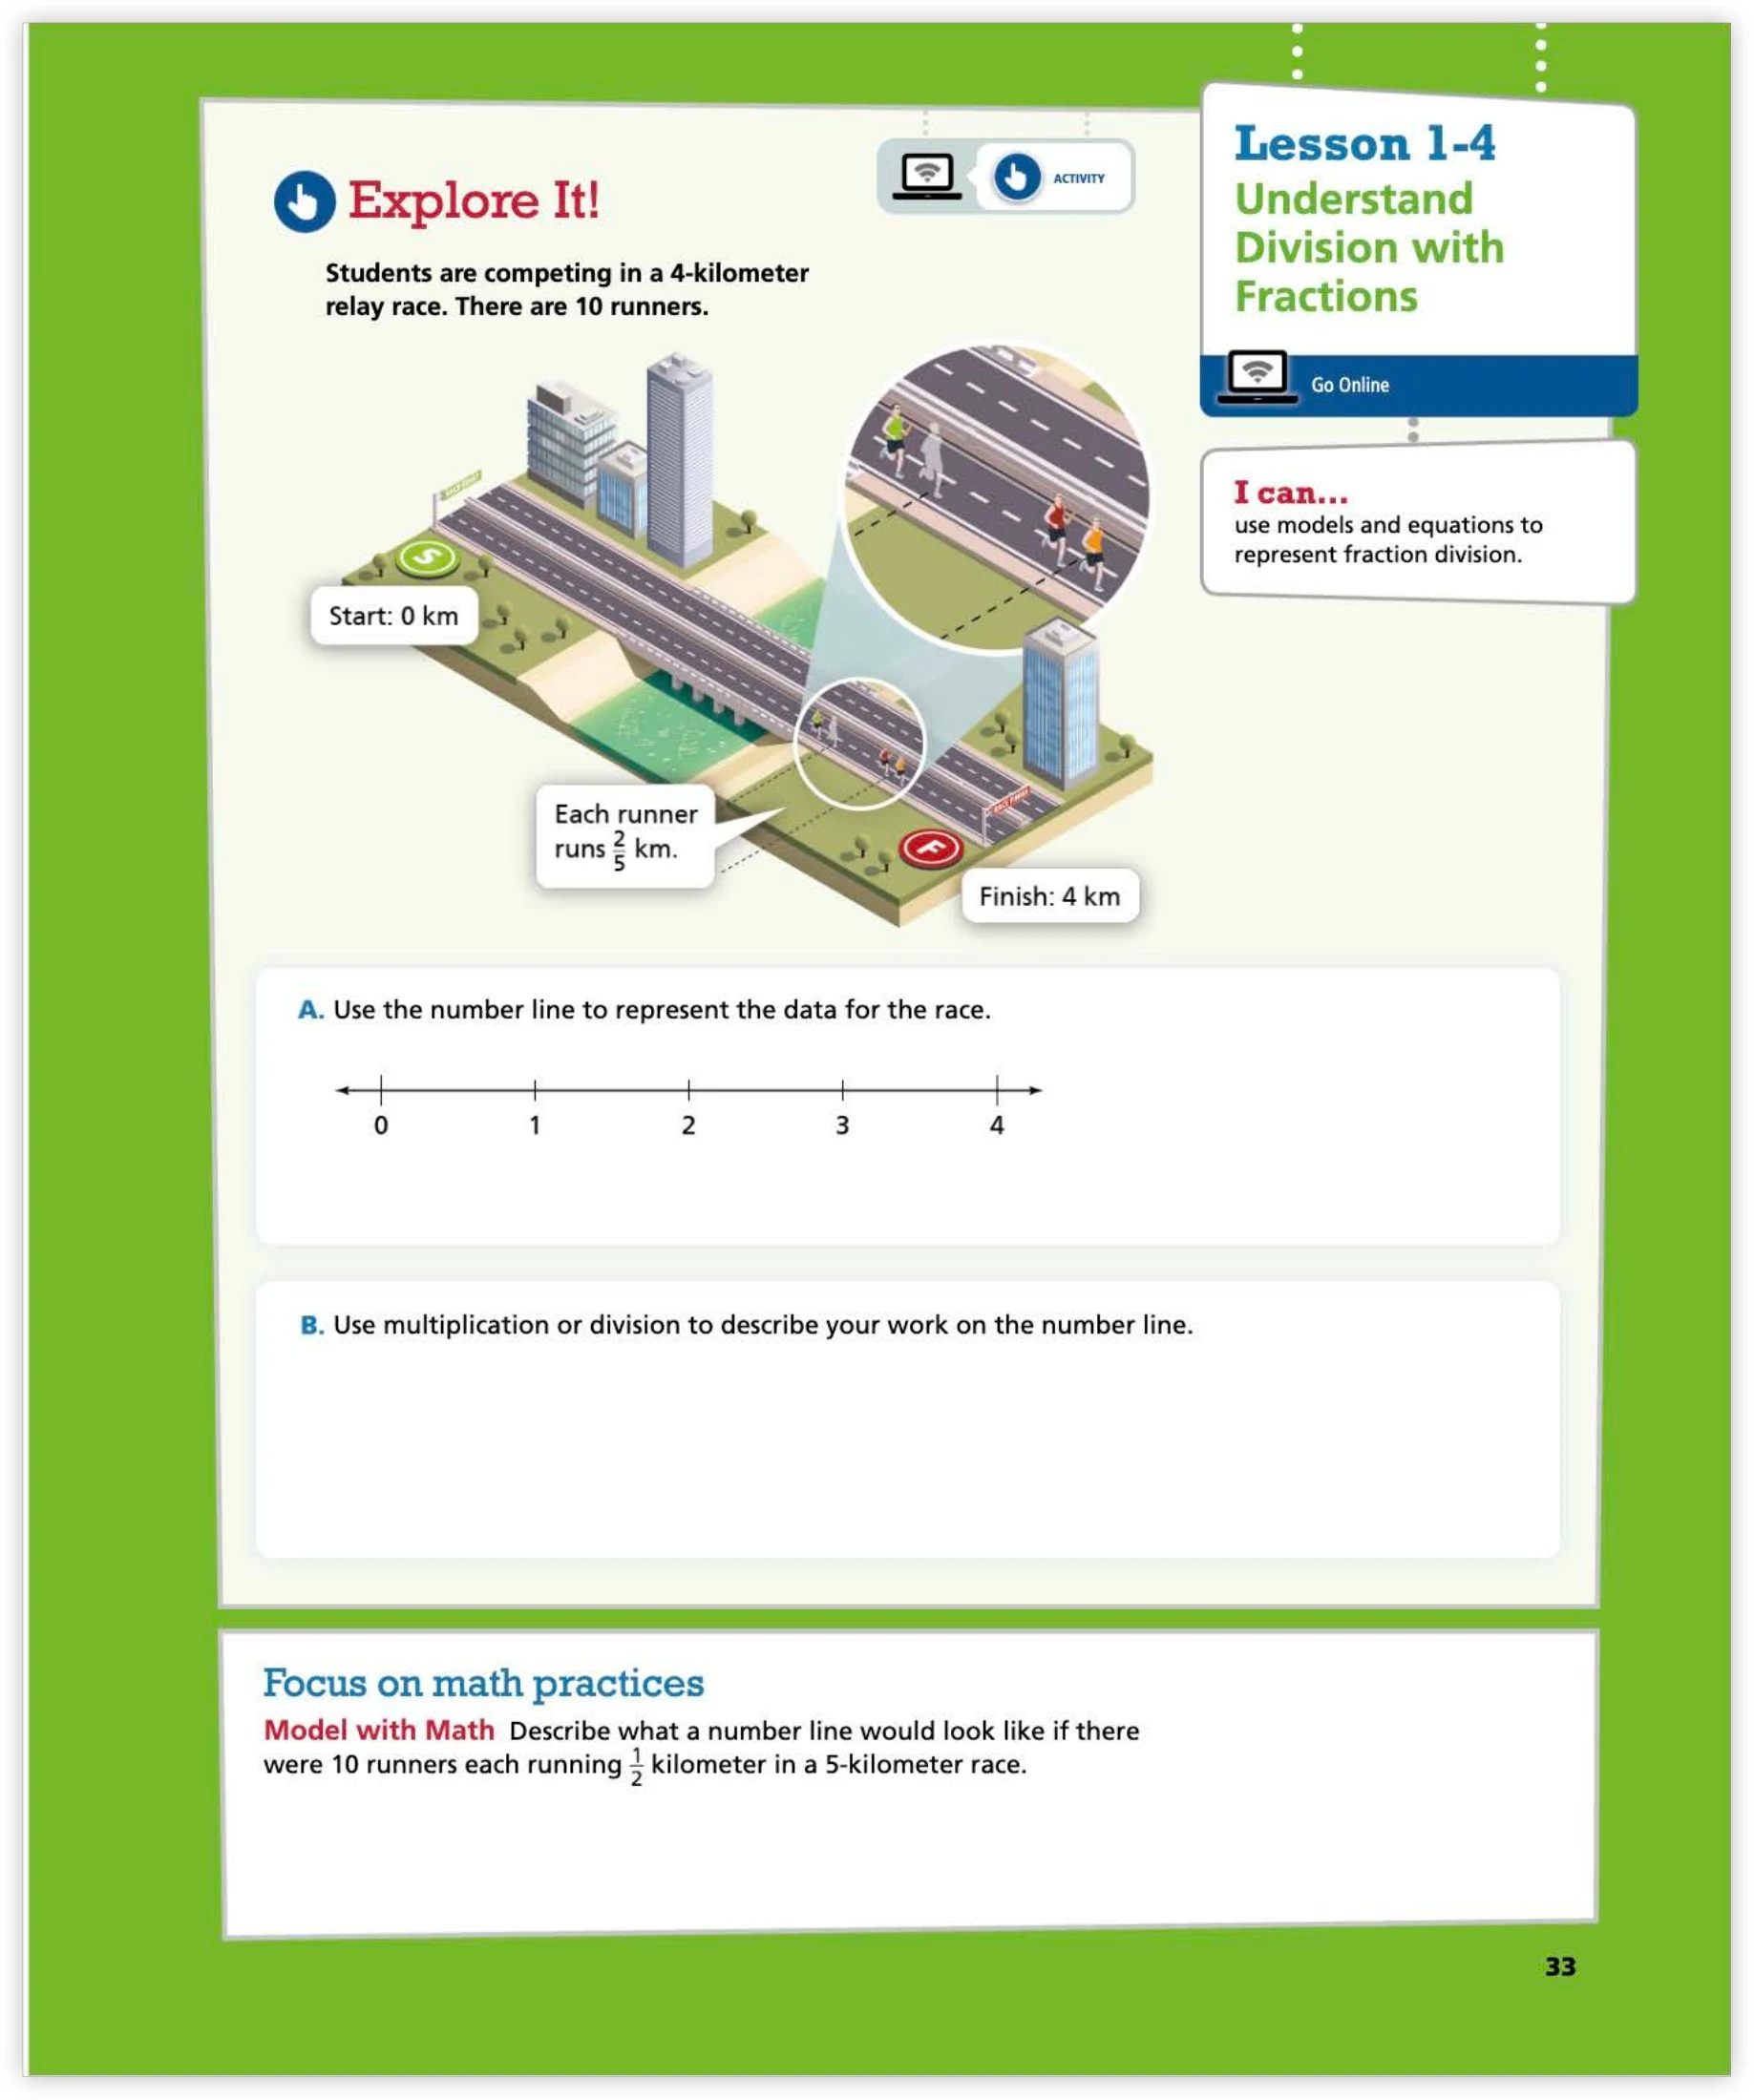 Lesson 1-4
Understand
Division with
Fractions
Go Online
I can...
use models and equations to
represent fraction division.
Explore It!
ACTIVITY
Students are competing in a 4-kilometer
relay race. There are 10 runners.
S
Start: 0 km
Each runner
runs 2/5 km.
F
Finish: 4 km
A. Use the number line to represent the data for the race.
0 1 2 3 4
B. Use multiplication or division to describe your work on the number line.
Focus on math practices
Model with Math Describe what a number line would look like if there
were 10 runners each running 1/2 kilometer in a 5-kilometer race.
33